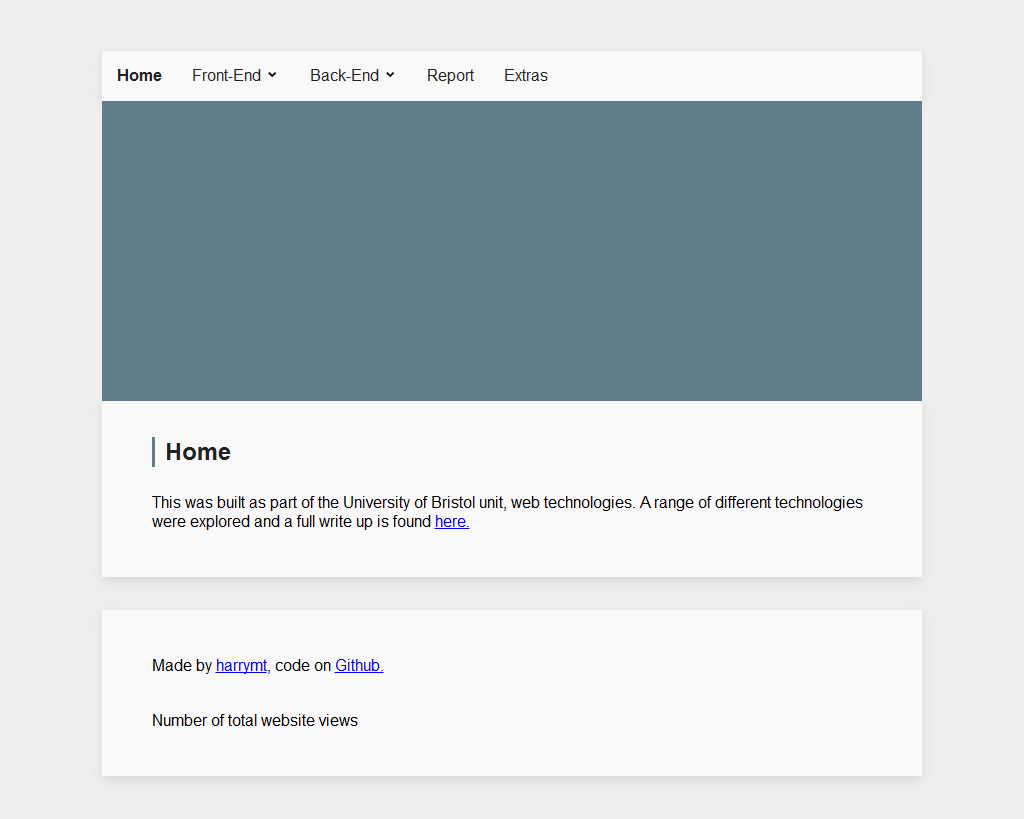 Home Front-End Back-End Report Extras
Home
This was built as part of the University of Bristol unit, web technologies. A range of different technologies
were explored and a full write up is found here.
Made by harrymt, code on Github.
Number of total website views